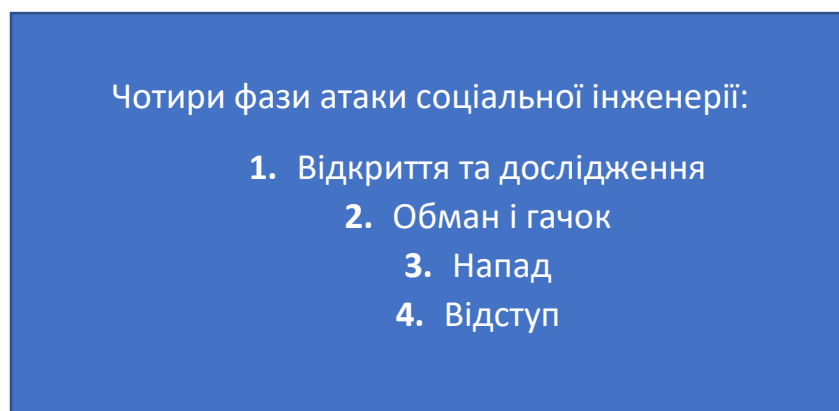 Чотири фази атаки соціальної інженерії:
1. Відкриття та дослідження
2. Обман і гачок
3. Напад
4. Відступ